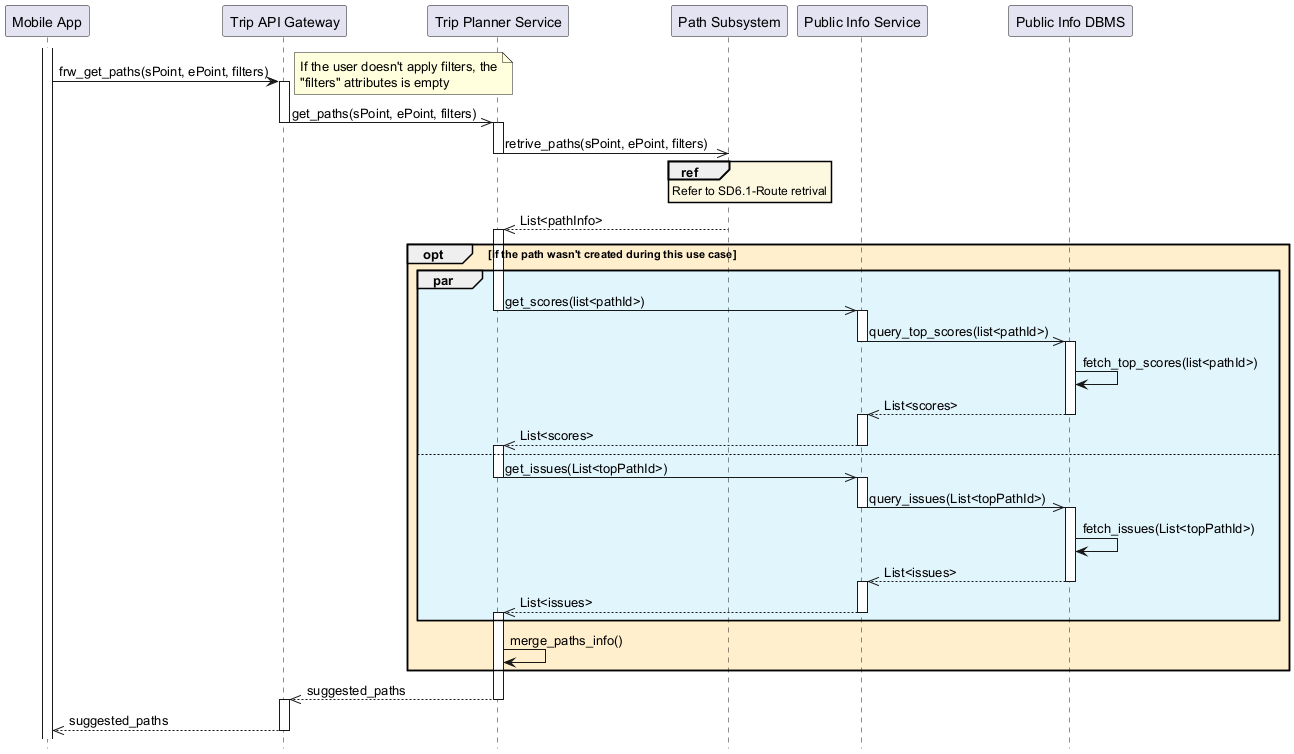 Mobile App
Trip API Gateway
Trip Planner Service
Path Subsystem
Public Info Service
Public Info DBMS
frw_get_paths(sPoint, ePoint, filters)
If the user doesn't apply filters, the
"filters" attributes is empty
get_paths(sPoint, ePoint, filters)
retrive_paths(sPoint, ePoint, filters)
ref
Refer to SD6.1-Route retrival
List<pathInfo>
opt
[if the path wasn't created during this use case]
par
get_scores(list<pathId>)
query_top_scores(list<pathId>)
fetch_top_scores(list<pathId>)
List<scores>
List<scores>
get_issues(List<topPathId>)
query_issues(List<topPathId>)
fetch_issues(List<topPathId>)
List<issues>
List<issues>
merge_paths_info()
suggested_paths
suggested_paths